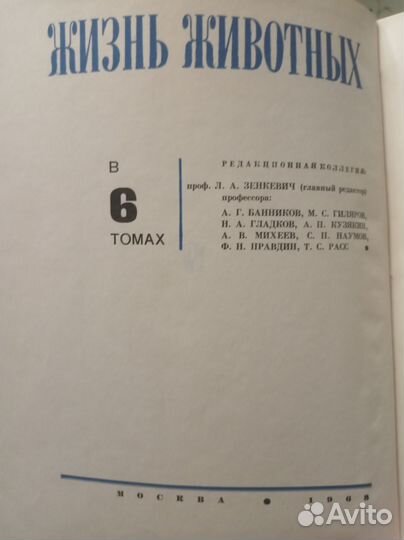 ЖИЗНЬ ЖИВОТНЫХ
В
6
ТОМАХ
РЕДАКЦИОННАЯ КОЛЛЕГИЯ:
проф. Л. А. ЗЕНКЕВИЧ (главный редактор)
профессора:
А. Г. БАННИКОВ, М. С. ГИЛЯРОВ,
Н. А. ГЛАДКОВ, А. П. КУЗЯКИН,
А. В. МИХЕЕВ, С. П. НАУМОВ,
Ф. Н. ПРАВДИН, Т. С. РАСС •
МОСКВА • 1968
Avito